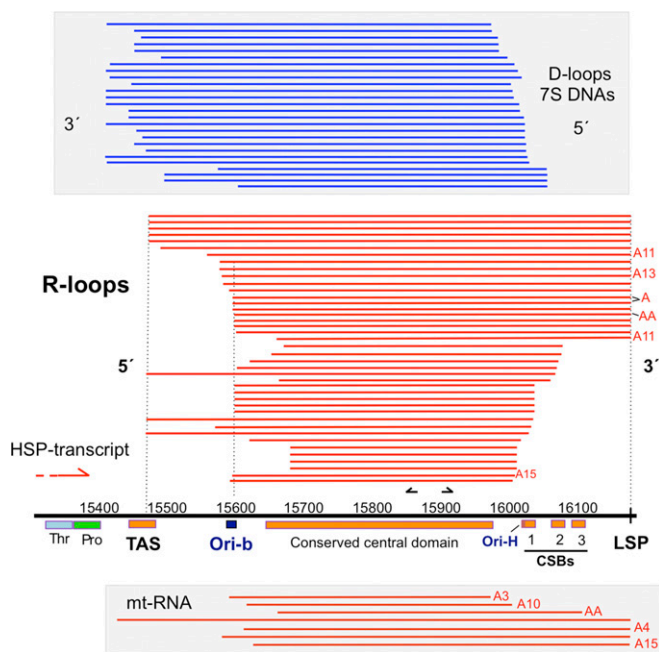 D-loops
7S DNAs
3´
5´
A11
R-loops
A13
A
AA
A11
5´
3´
HSP-transcript
A15
15400 15500 15600 15700 15800 15900 16000 16100
Thr Pro TAS Ori-b Conserved central domain Ori-H 1 2 3 LSP
CSBs
mt-RNA
A3
A10
AA
A4
A15